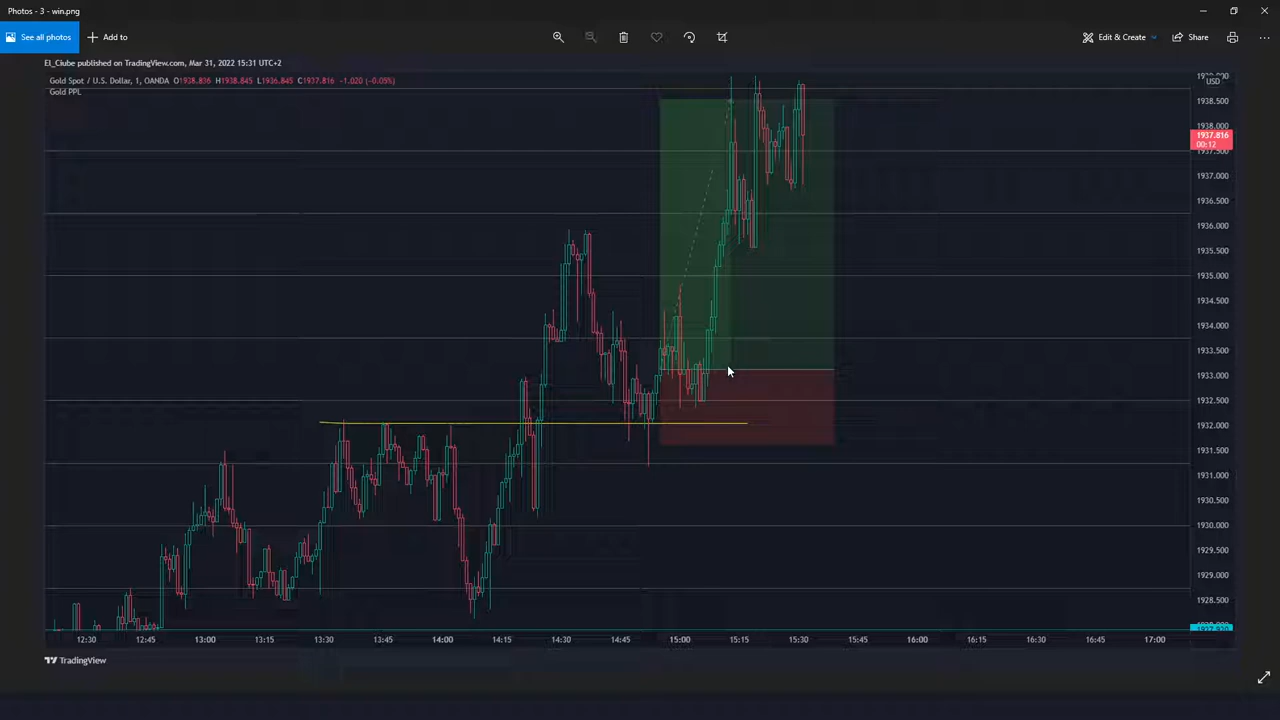 Photos - 3 - win.png
See all photos
Add to
Edit & Create
Share
El_Clube published on TradingView.com, Mar 31, 2022 15:31 UTC+2
Gold Spot / U.S. Dollar, 1, OANDA O1938.836 H1938.845 L1936.845 C1937.816 -1.020 (-0.05%)
Gold PPL
USD
1938.500
1938.000
1937.816
00:12
1937.500
1937.000
1936.500
1936.000
1935.500
1935.000
1934.500
1934.000
1933.500
1933.000
1932.500
1932.000
1931.500
1931.000
1930.500
1930.000
1929.500
1929.000
1928.500
12:30 12:45 13:00 13:15 13:30 13:45 14:00 14:15 14:30 14:45 15:00 15:15 15:30 15:45 16:00 16:15 16:30 16:45 17:00
TradingView